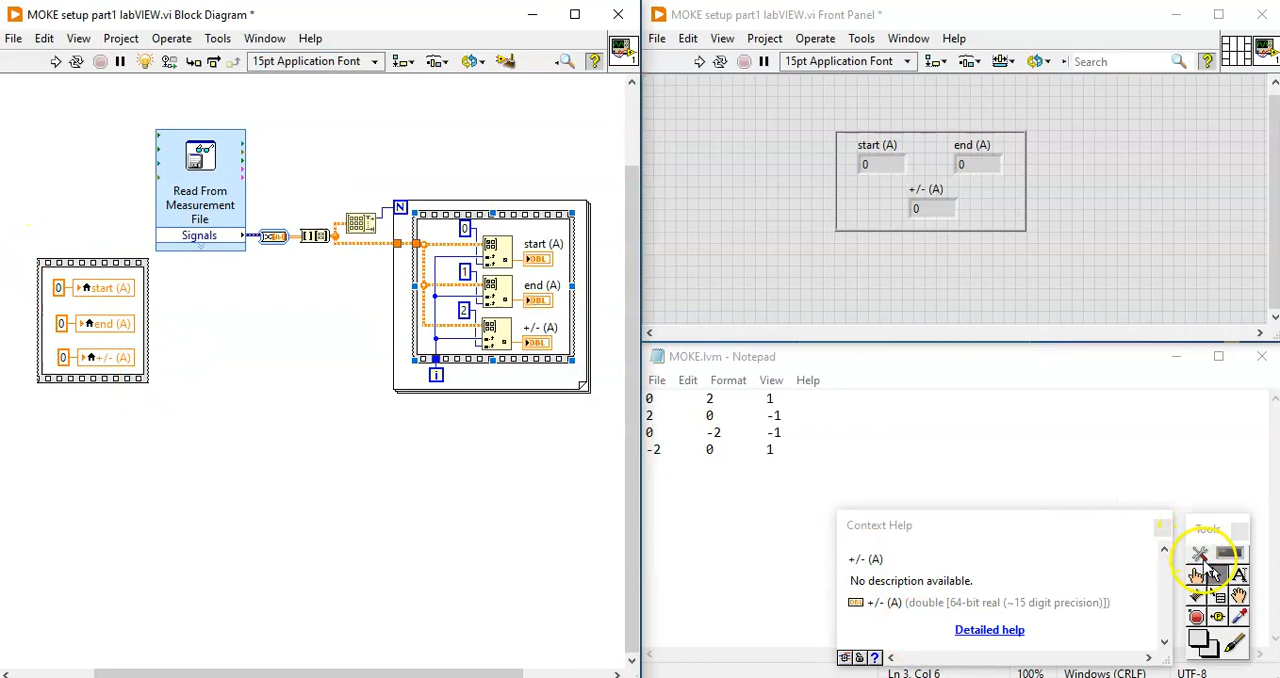 MOKE setup part1 labVIEW.vi Block Diagram *
File Edit View Project Operate Tools Window Help
15pt Application Font
Read From
Measurement
File
Signals
0 start (A)
0 end (A)
0 +/- (A)
N
0
start (A)
DBL
1
end (A)
DBL
2
+/- (A)
DBL
i
MOKE setup part1 labVIEW.vi Front Panel *
File Edit View Project Operate Tools Window Help
15pt Application Font
Search
start (A) end (A)
0 0
+/- (A)
0
MOKE.lvm - Notepad
File Edit Format View Help
0 2 1
2 0 -1
0 -2 -1
-2 0 1
Context Help
+/- (A)
No description available.
DBL +/- (A) (double [64-bit real (~15 digit precision)])
Detailed help
Tools
Ln 3, Col 6 100% Windows (CRLF) UTF-8